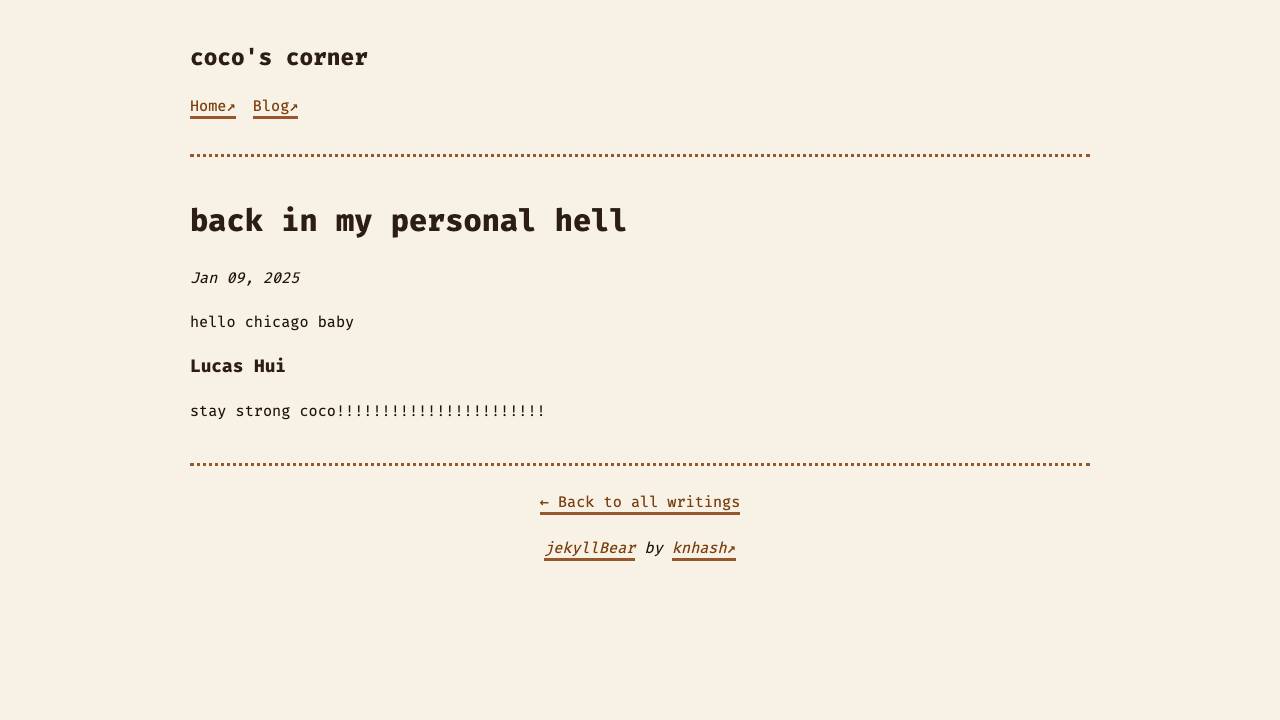 coco's corner
Home↗ Blog↗
back in my personal hell
Jan 09, 2025
hello chicago baby
Lucas Hui
stay strong coco!!!!!!!!!!!!!!!!!!!!!!!
← Back to all writings
jekyllBear by knhash↗